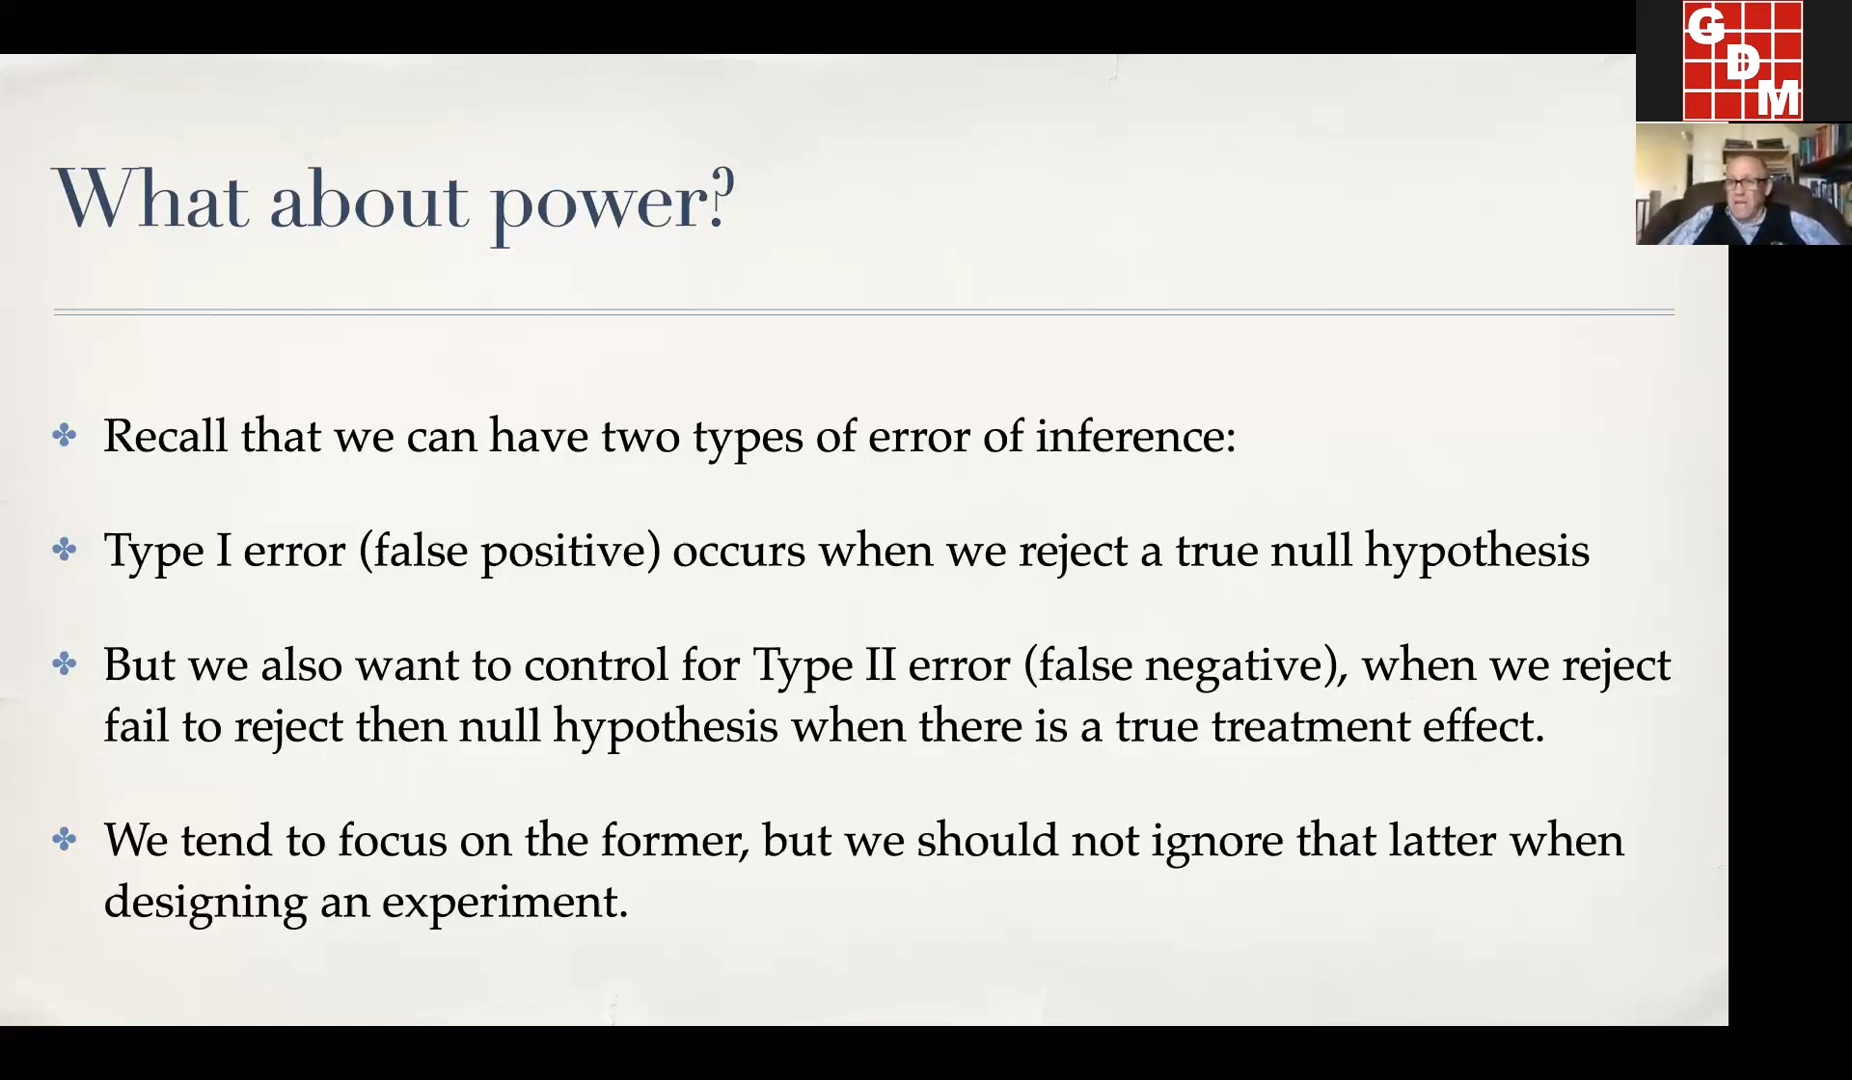 G
D
M
What about power?
Recall that we can have two types of error of inference:
Type I error (false positive) occurs when we reject a true null hypothesis
But we also want to control for Type II error (false negative), when we reject
fail to reject then null hypothesis when there is a true treatment effect.
We tend to focus on the former, but we should not ignore that latter when
designing an experiment.